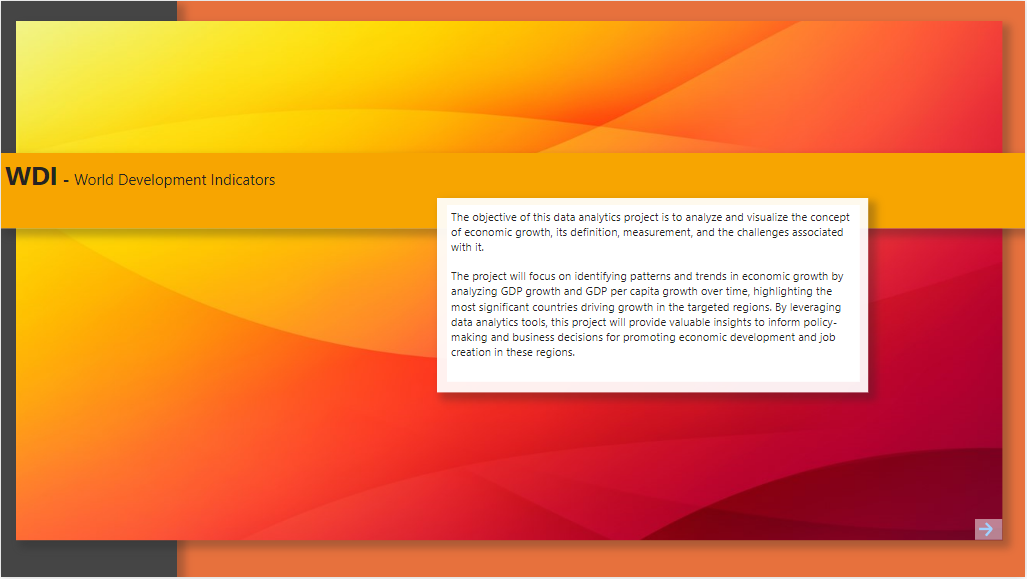 WDI - World Development Indicators
The objective of this data analytics project is to analyze and visualize the concept
of economic growth, its definition, measurement, and the challenges associated
with it.
The project will focus on identifying patterns and trends in economic growth by
analyzing GDP growth and GDP per capita growth over time, highlighting the
most significant countries driving growth in the targeted regions. By leveraging
data analytics tools, this project will provide valuable insights to inform policy-
making and business decisions for promoting economic development and job
creation in these regions.